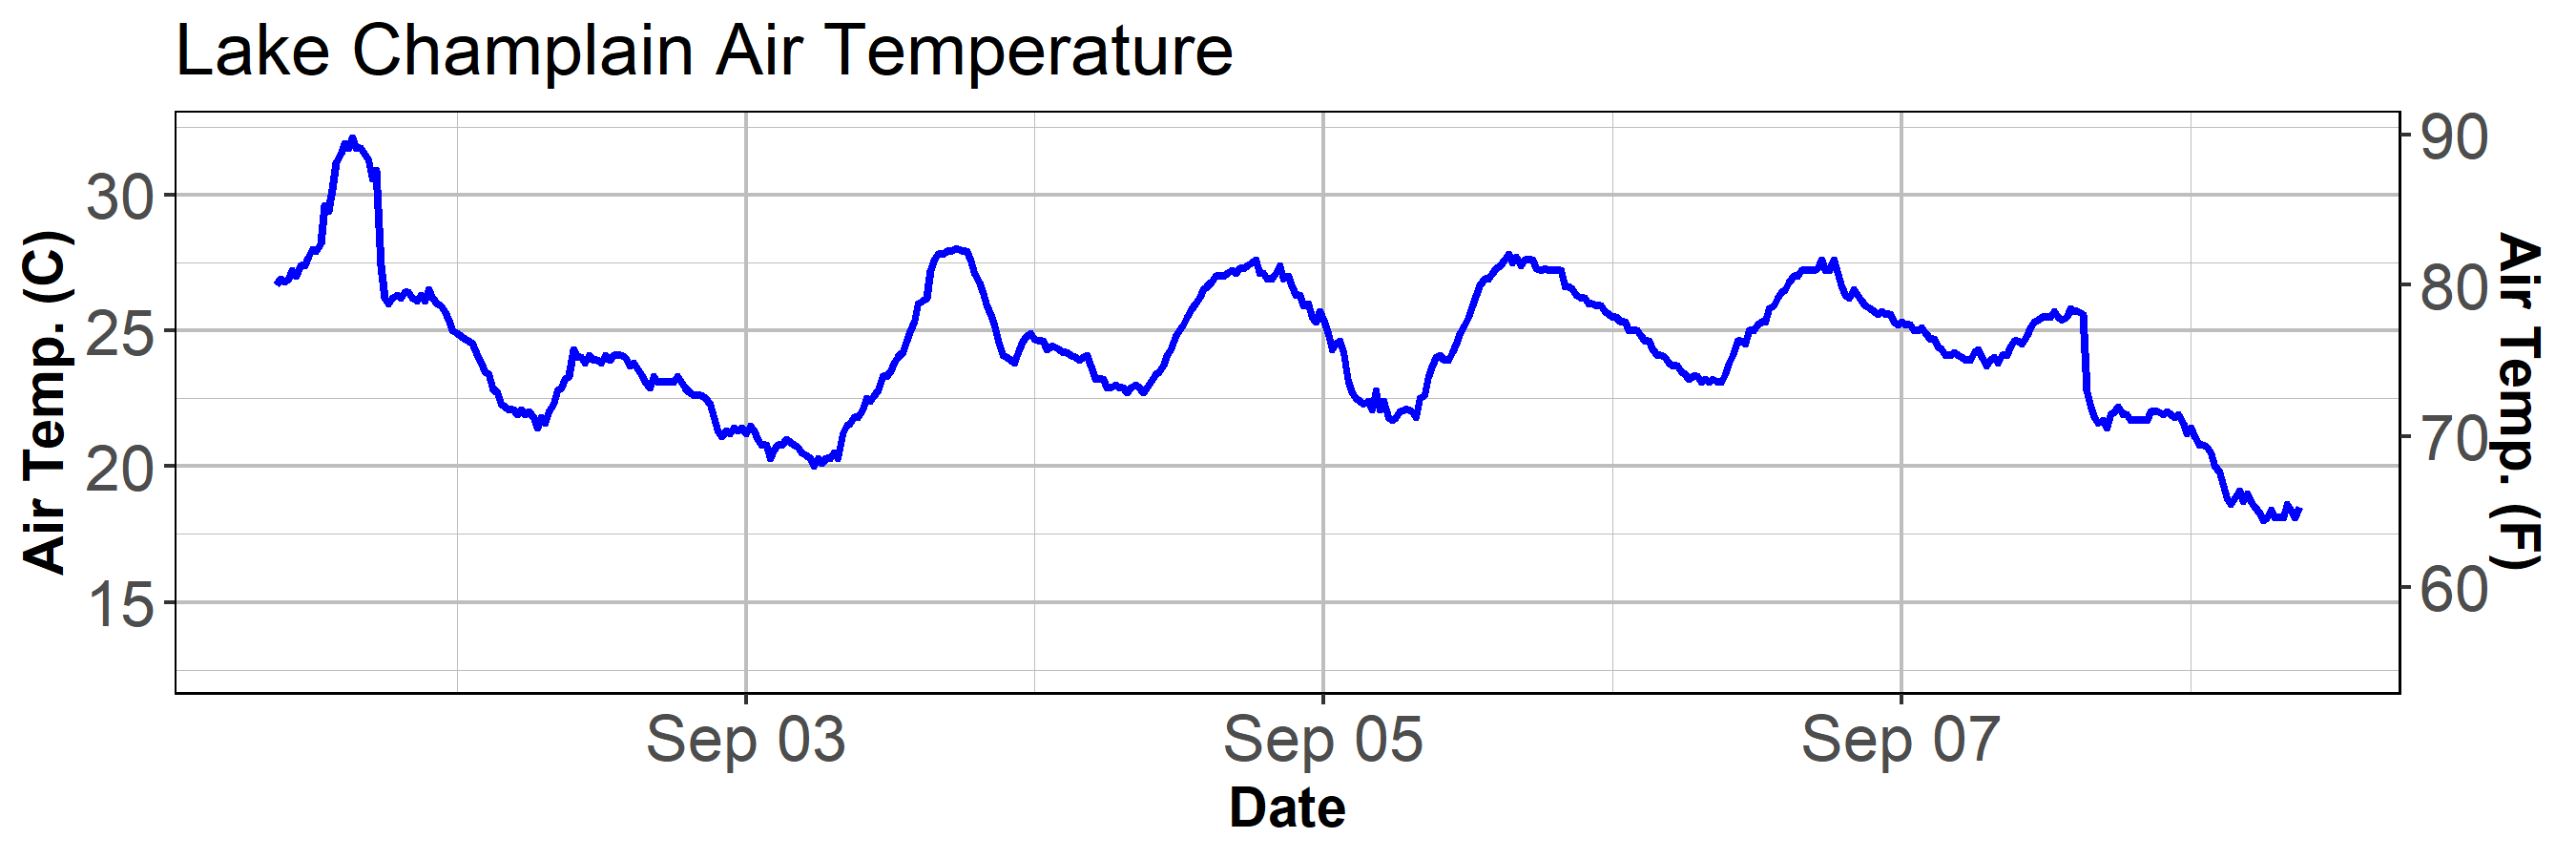 Lake Champlain Air Temperature
Air Temp. (C)
30
25
20
15
90
80
70
60
Air Temp. (F)
Sep 03
Sep 05
Sep 07
Date